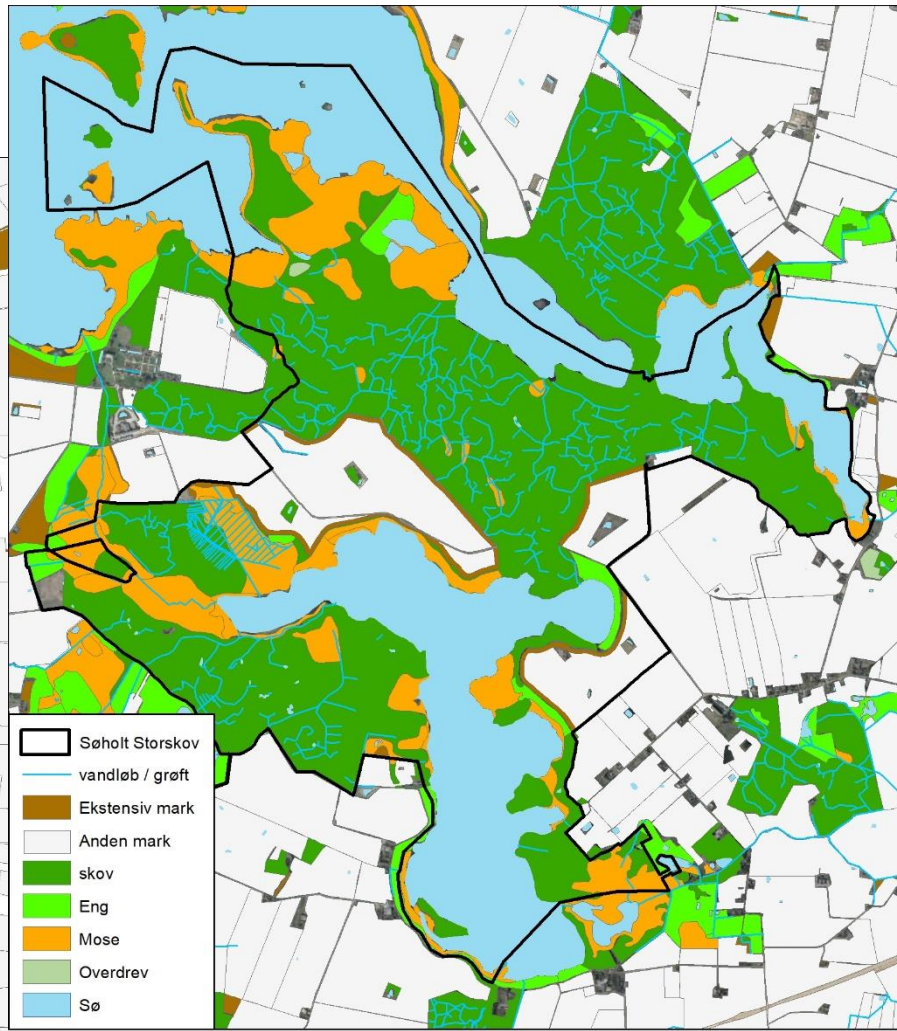 Søholt Storskov
vandløb / grøft
Ekstensiv mark
Anden mark
skov
Eng
Mose
Overdrev
Sø